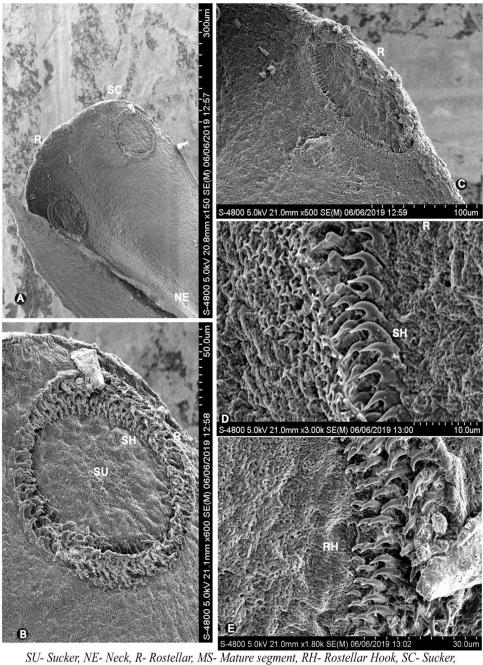 300um
SC
R
NE
A
S-4800 5.0kV 20.8mm x150 SE(M) 06/06/2019 12:57
R
C
S-4800 5.0kV 21.0mm x500 SE(M) 06/06/2019 12:59 100um
R
SH
D
S-4800 5.0kV 21.0mm x3.00k SE(M) 06/06/2019 13:00 10.0um
SH
R
SU
B
S-4800 5.0kV 21.1mm x600 SE(M) 06/06/2019 12:58 50.0um
RH
E
S-4800 5.0kV 21.0mm x1.80k SE(M) 06/06/2019 13:02 30.0um
SU- Sucker, NE- Neck, R- Rostellar, MS- Mature segment, RH- Rostellar Hook, SC- Sucker,